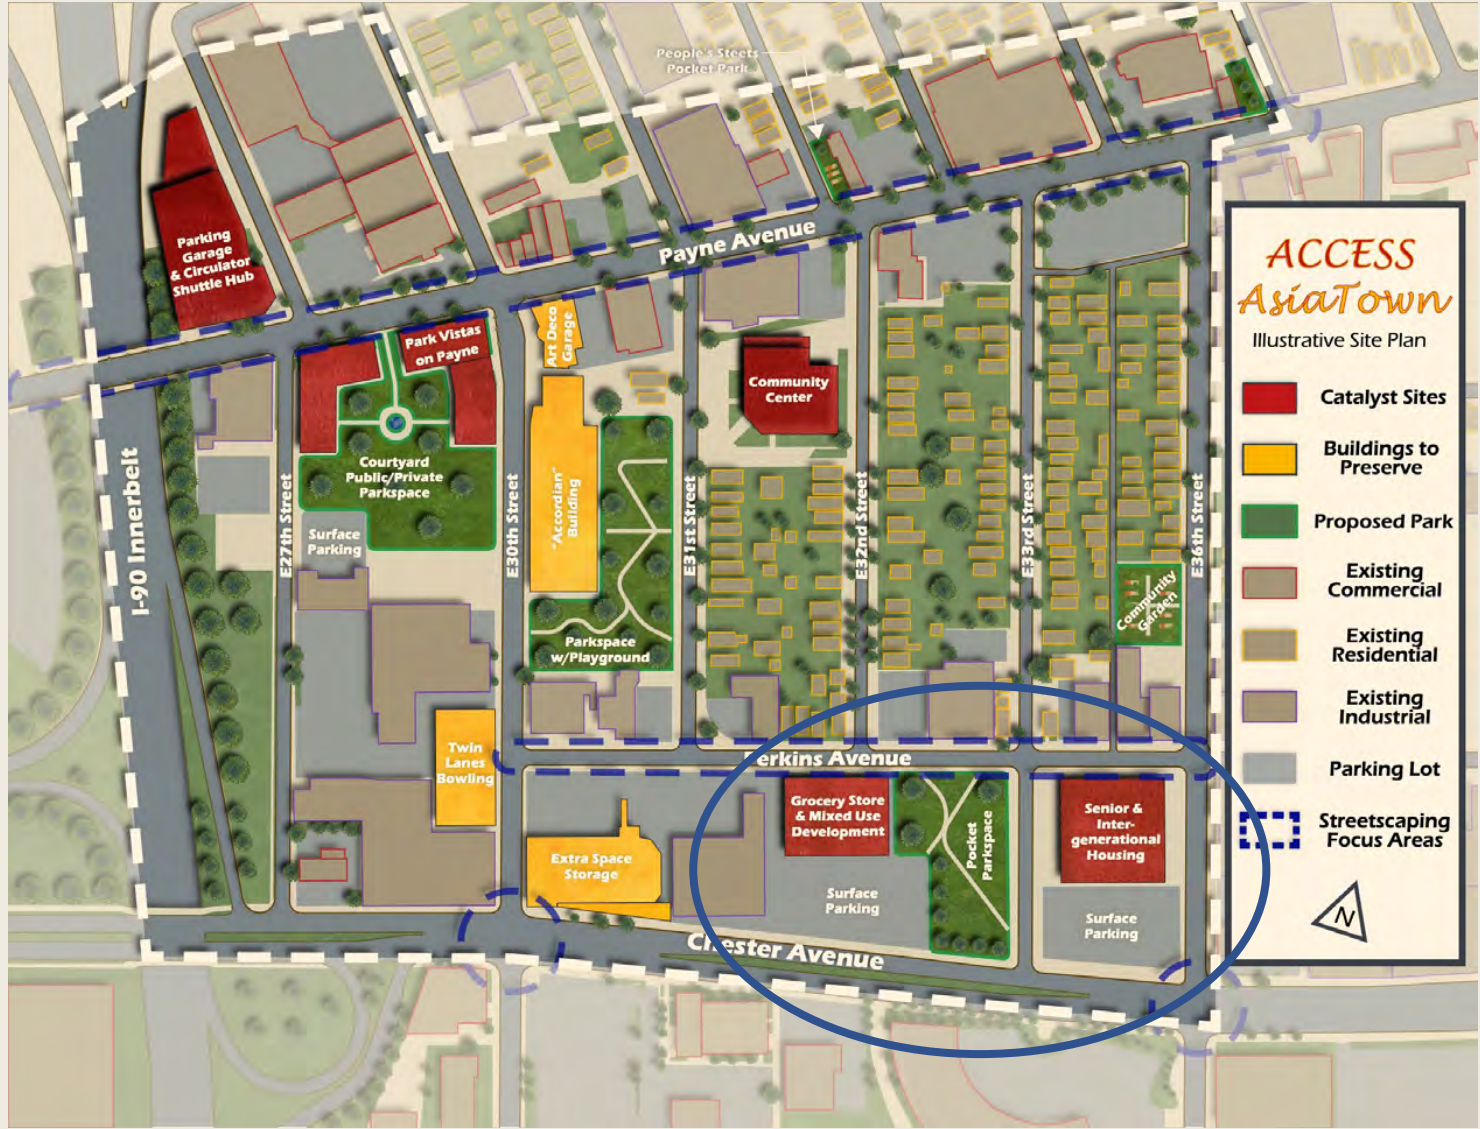 People's Steets
Pocket Park
Payne Avenue
Parking
Garage
& Circulator
Shuttle Hub
Park Vistas
on Payne
Art Deco
Garage
Community
Center
Courtyard
Public/Private
Parkspace
"Accordian"
Building
Surface
Parking
I-90 Innerbelt
E27th Street
E30th Street
E31st Street
E32nd Street
E33rd Street
E36th Street
Community
Garden
Parkspace
w/Playground
Twin
Lanes
Bowling
Perkins Avenue
Grocery Store
& Mixed Use
Development
Pocket
Parkspace
Senior &
Inter-
generational
Housing
Extra Space
Storage
Surface
Parking
Surface
Parking
Chester Avenue
ACCESS
AsiaTown
Illustrative Site Plan
Catalyst Sites
Buildings to
Preserve
Proposed Park
Existing
Commercial
Existing
Residential
Existing
Industrial
Parking Lot
Streetscaping
Focus Areas
N